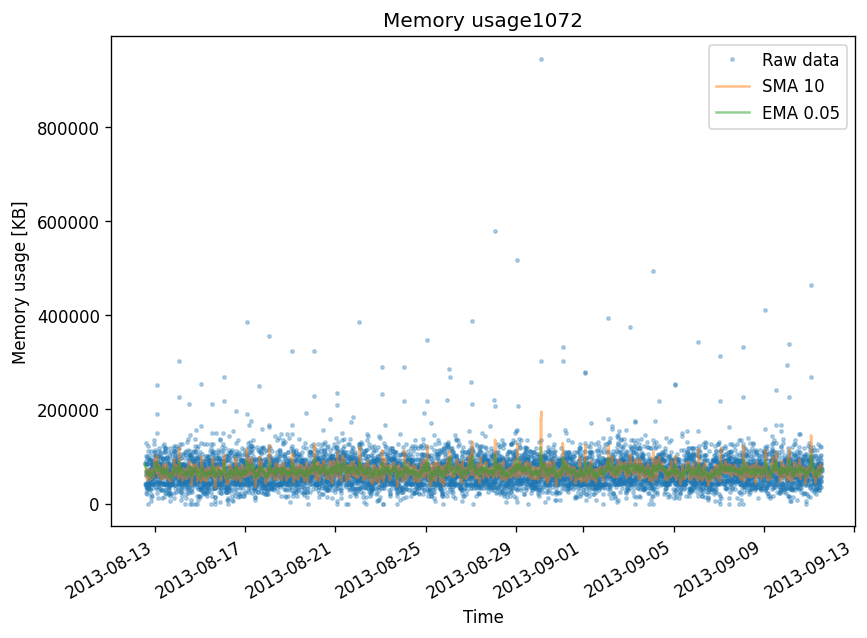 Memory usage1072
Raw data
SMA 10
EMA 0.05
Memory usage [KB]
800000
600000
400000
200000
0
2013-08-13
2013-08-17
2013-08-21
2013-08-25
2013-08-29
2013-09-01
2013-09-05
2013-09-09
2013-09-13
Time